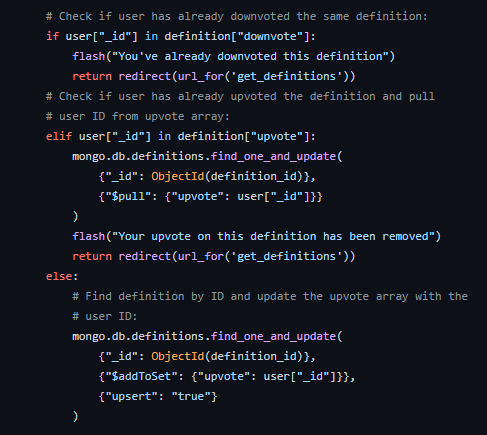 # Check if user has already downvoted the same definition:
if user["_id"] in definition["downvote"]:
    flash("You've already downvoted this definition")
    return redirect(url_for('get_definitions'))
# Check if user has already upvoted the definition and pull
# user ID from upvote array:
elif user["_id"] in definition["upvote"]:
    mongo.db.definitions.find_one_and_update(
        {"_id": ObjectId(definition_id)},
        {"$pull": {"upvote": user["_id"]}}
    )
    flash("Your upvote on this definition has been removed")
    return redirect(url_for('get_definitions'))
else:
    # Find definition by ID and update the upvote array with the
    # user ID:
    mongo.db.definitions.find_one_and_update(
        {"_id": ObjectId(definition_id)},
        {"$addToSet": {"upvote": user["_id"]}},
        {"upsert": "true"}
    )